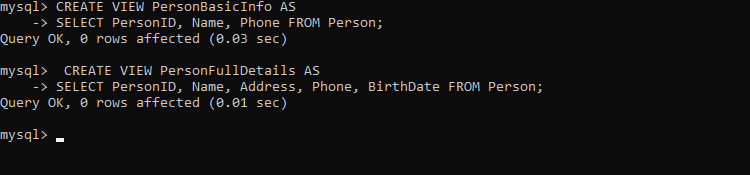 mysql> CREATE VIEW PersonBasicInfo AS
    -> SELECT PersonID, Name, Phone FROM Person;
Query OK, 0 rows affected (0.03 sec)
mysql>  CREATE VIEW PersonFullDetails AS
    -> SELECT PersonID, Name, Address, Phone, BirthDate FROM Person;
Query OK, 0 rows affected (0.01 sec)
mysql>